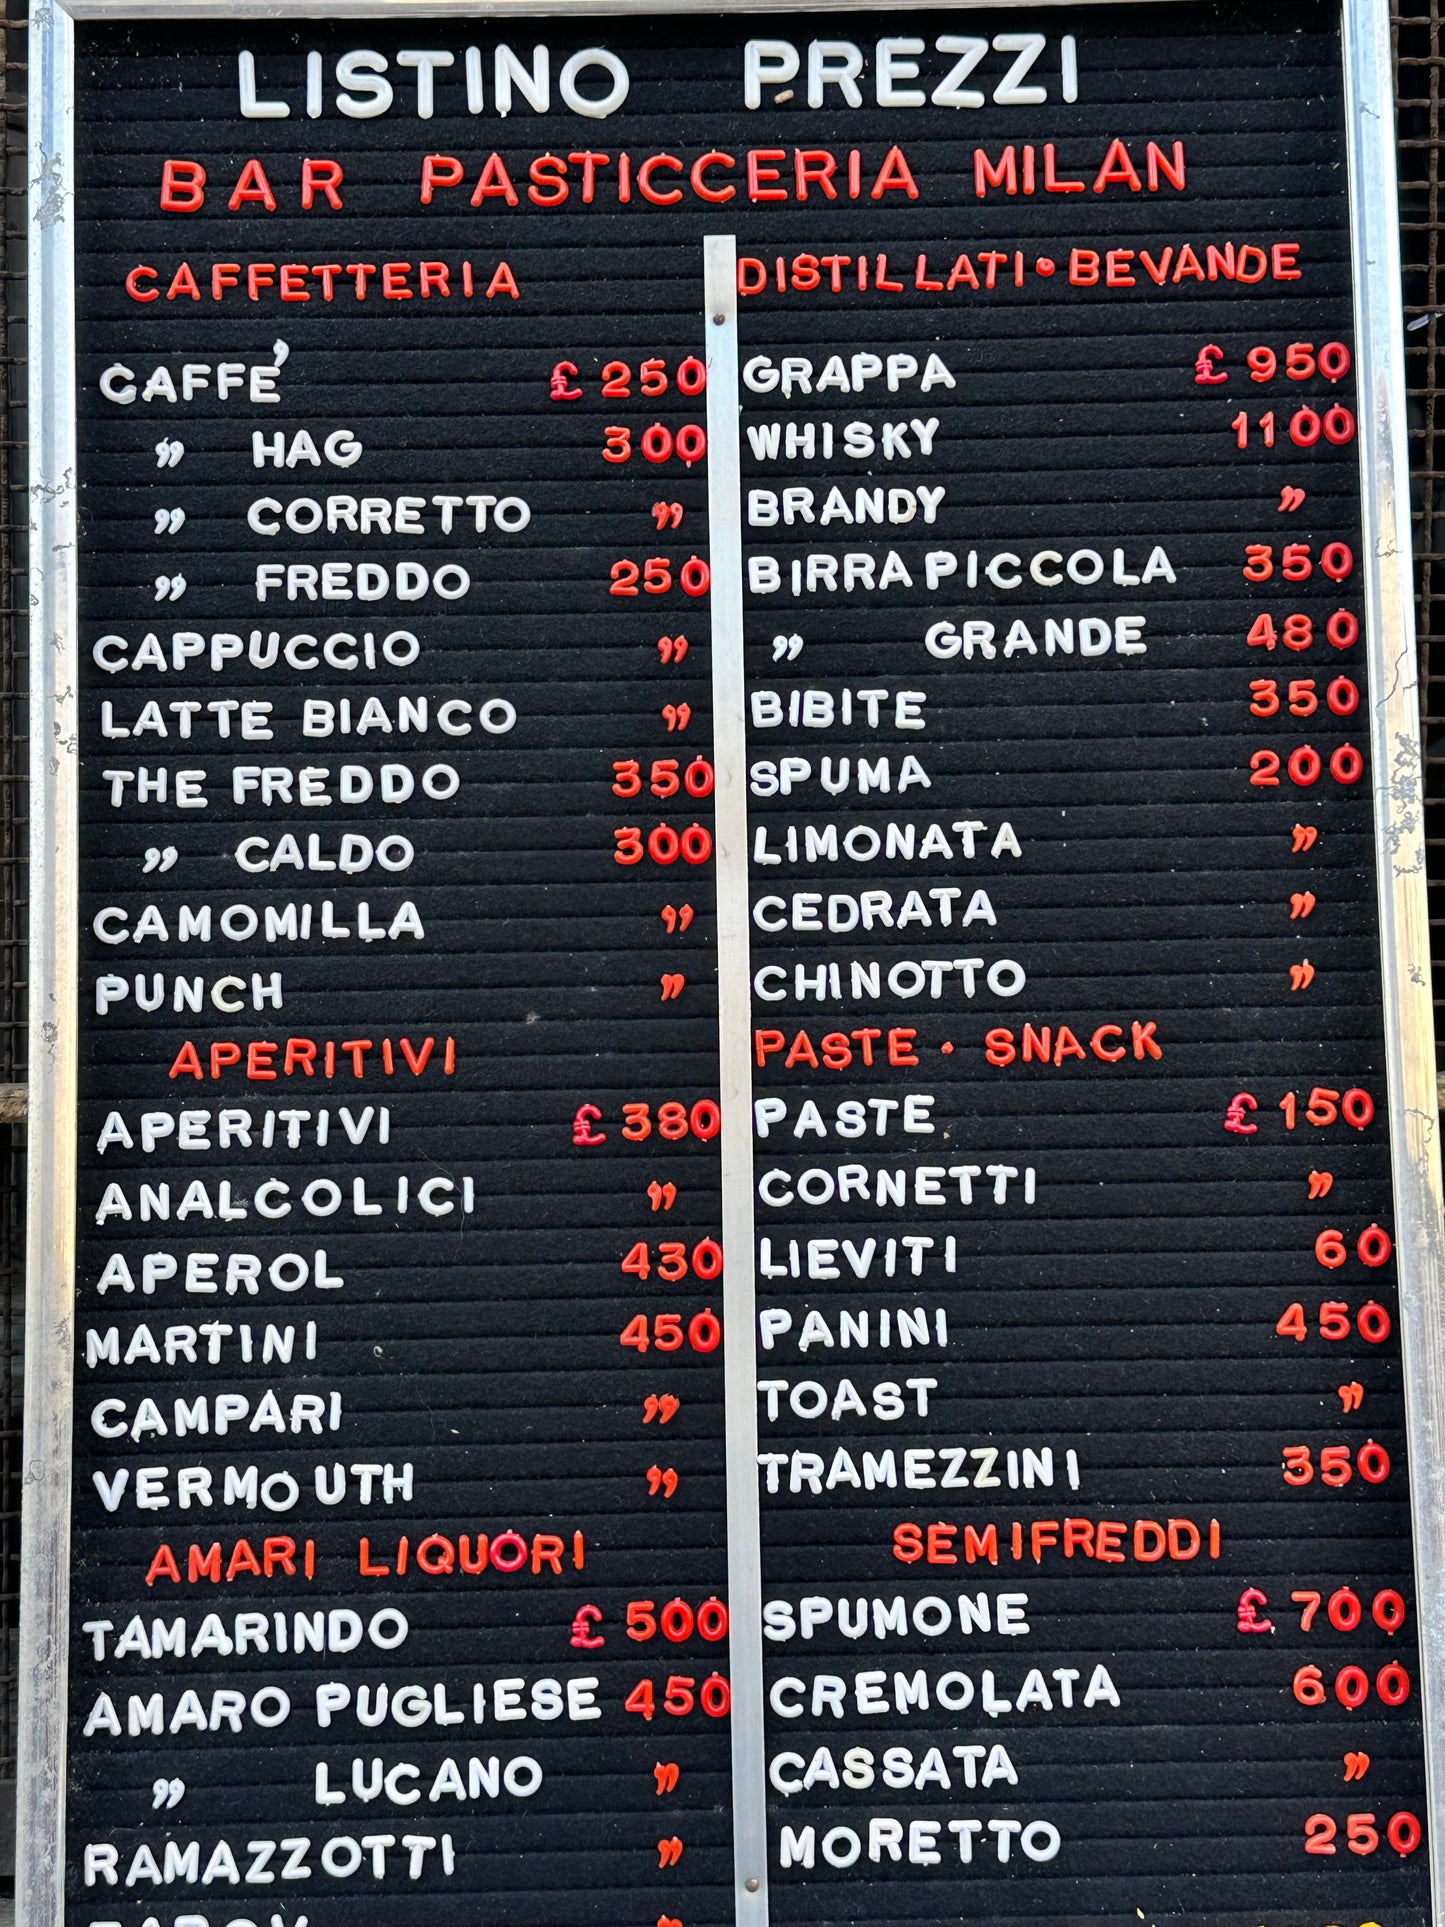 LISTINO PREZZI
BAR PASTICCERIA MILAN
CAFFETTERIA
CAFFE' £ 250
" HAG 300
" CORRETTO "
" FREDDO 250
CAPPUCCIO "
LATTE BIANCO "
THE FREDDO 350
" CALDO 300
CAMOMILLA "
PUNCH "
APERITIVI
APERITIVI £ 380
ANALCOLICI "
APEROL 430
MARTINI 450
CAMPARI "
VERMOUTH "
AMARI LIQUORI
TAMARINDO £ 500
AMARO PUGLIESE 450
" LUCANO "
RAMAZZOTTI "
DISTILLATI • BEVANDE
GRAPPA £ 950
WHISKY 1100
BRANDY "
BIRRA PICCOLA 350
" GRANDE 480
BIBITE 350
SPUMA 200
LIMONATA "
CEDRATA "
CHINOTTO "
PASTE • SNACK
PASTE £ 150
CORNETTI "
LIEVITI 60
PANINI 450
TOAST "
TRAMEZZINI 350
SEMIFREDDI
SPUMONE £ 700
CREMOLATA 600
CASSATA "
MORETTO 250